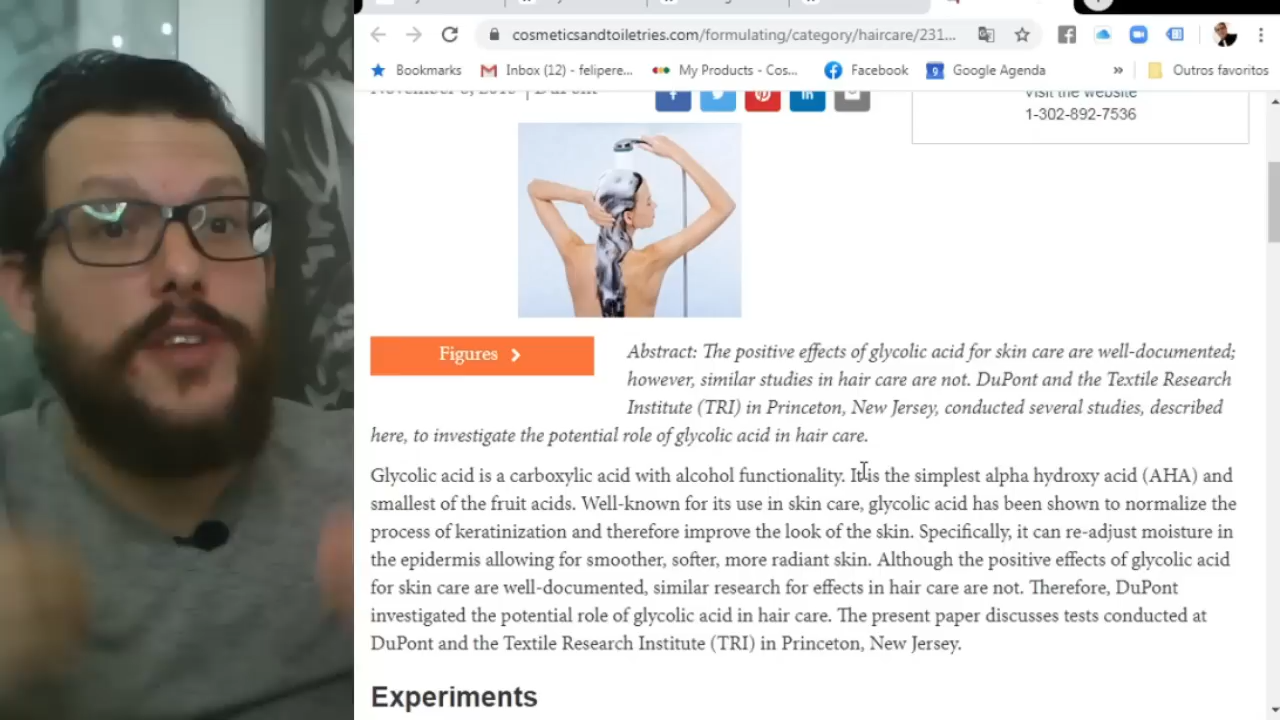 cosmeticsandtoiletries.com/formulating/category/haircare/231...
Bookmarks
Inbox (12) - felipere...
My Products - Cos...
Facebook
Google Agenda
»
Outros favoritos
Visit the website
1-302-892-7536
Figures
Abstract: The positive effects of glycolic acid for skin care are well-documented;
however, similar studies in hair care are not. DuPont and the Textile Research
Institute (TRI) in Princeton, New Jersey, conducted several studies, described
here, to investigate the potential role of glycolic acid in hair care.
Glycolic acid is a carboxylic acid with alcohol functionality. It is the simplest alpha hydroxy acid (AHA) and
smallest of the fruit acids. Well-known for its use in skin care, glycolic acid has been shown to normalize the
process of keratinization and therefore improve the look of the skin. Specifically, it can re-adjust moisture in
the epidermis allowing for smoother, softer, more radiant skin. Although the positive effects of glycolic acid
for skin care are well-documented, similar research for effects in hair care are not. Therefore, DuPont
investigated the potential role of glycolic acid in hair care. The present paper discusses tests conducted at
DuPont and the Textile Research Institute (TRI) in Princeton, New Jersey.
Experiments